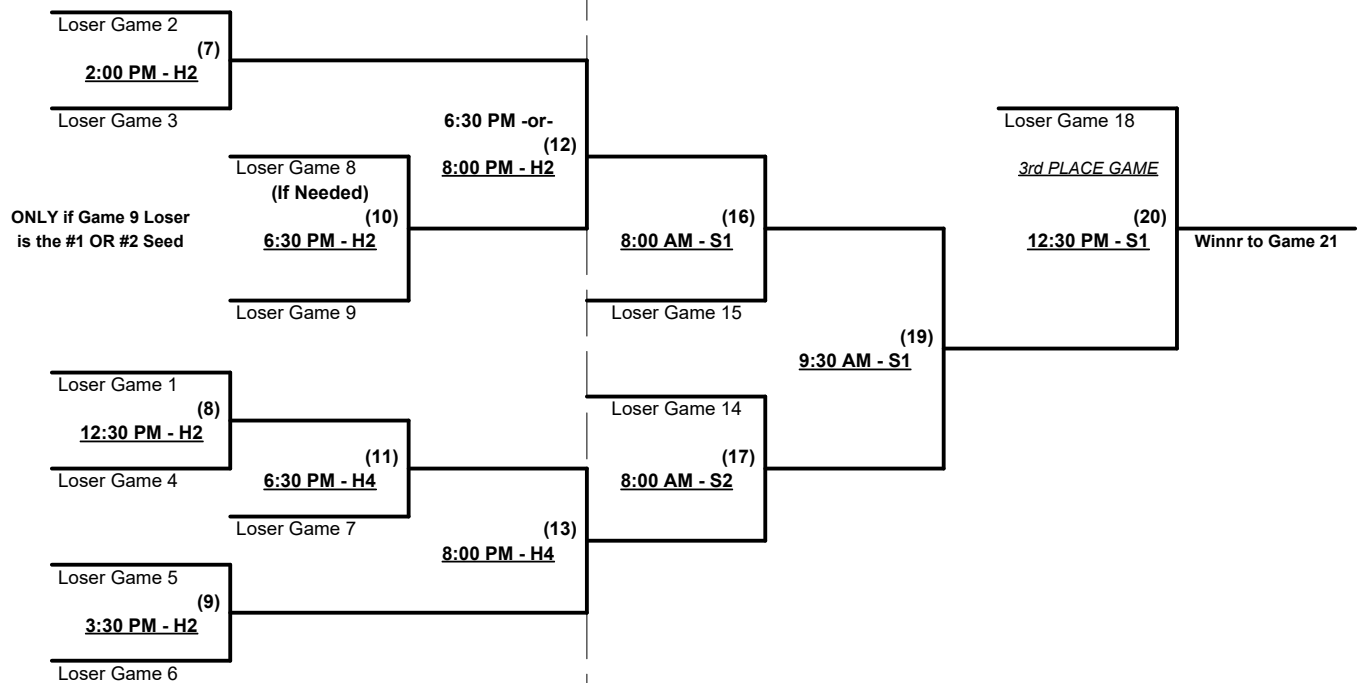 Loser Game 2
(7)
2:00 PM - H2
Loser Game 3
6:30 PM -or-
(12)
8:00 PM - H2
Loser Game 8
(If Needed)
(10)
6:30 PM - H2
ONLY if Game 9 Loser
is the #1 OR #2 Seed
Loser Game 9
(16)
8:00 AM - S1
Loser Game 15
Loser Game 18
3rd PLACE GAME
(20)
12:30 PM - S1
Winnr to Game 21
(19)
9:30 AM - S1
Loser Game 1
(8)
12:30 PM - H2
Loser Game 4
(11)
6:30 PM - H4
Loser Game 7
Loser Game 14
(17)
8:00 AM - S2
(13)
8:00 PM - H4
Loser Game 5
(9)
3:30 PM - H2
Loser Game 6